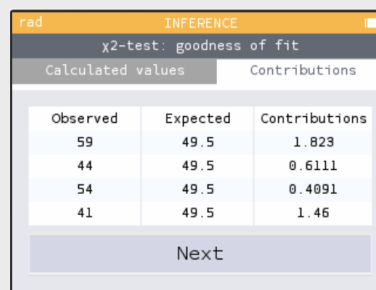 rad INFERENCE
χ2-test: goodness of fit
Calculated values Contributions
Observed Expected Contributions
59 49.5 1.823
44 49.5 0.6111
54 49.5 0.4091
41 49.5 1.46
Next